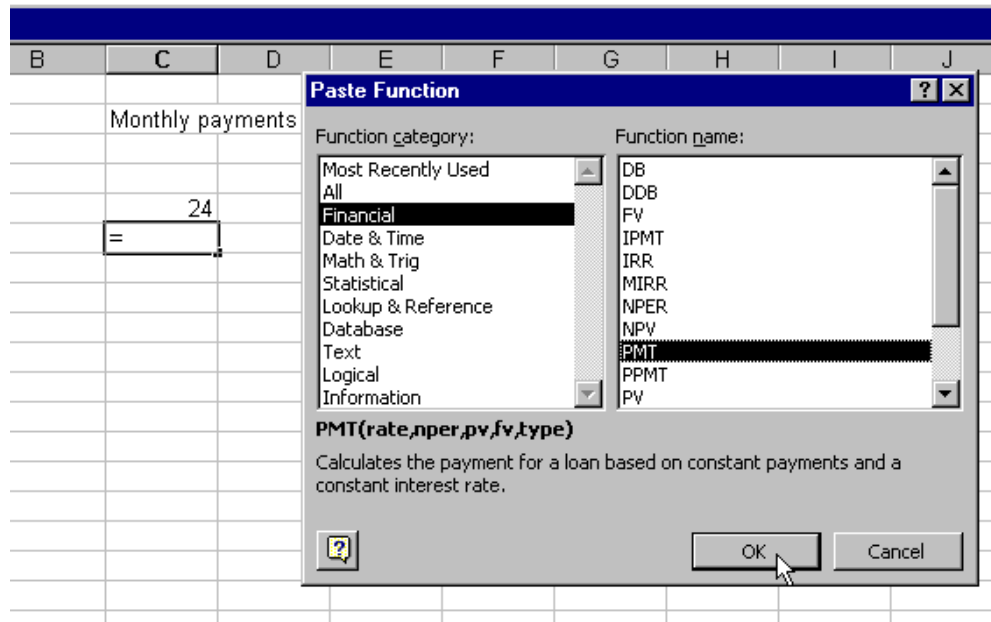 B C D E F G H I J
Paste Function ? X
Monthly payments
Function category: Function name:
Most Recently Used DB
All DDB
24
Financial FV
= Date & Time IPMT
Math & Trig IRR
Statistical MIRR
Lookup & Reference NPER
Database NPV
Text PMT
Logical PPMT
Information PV
PMT(rate,nper,pv,fv,type)
Calculates the payment for a loan based on constant payments and a
constant interest rate.
? OK Cancel